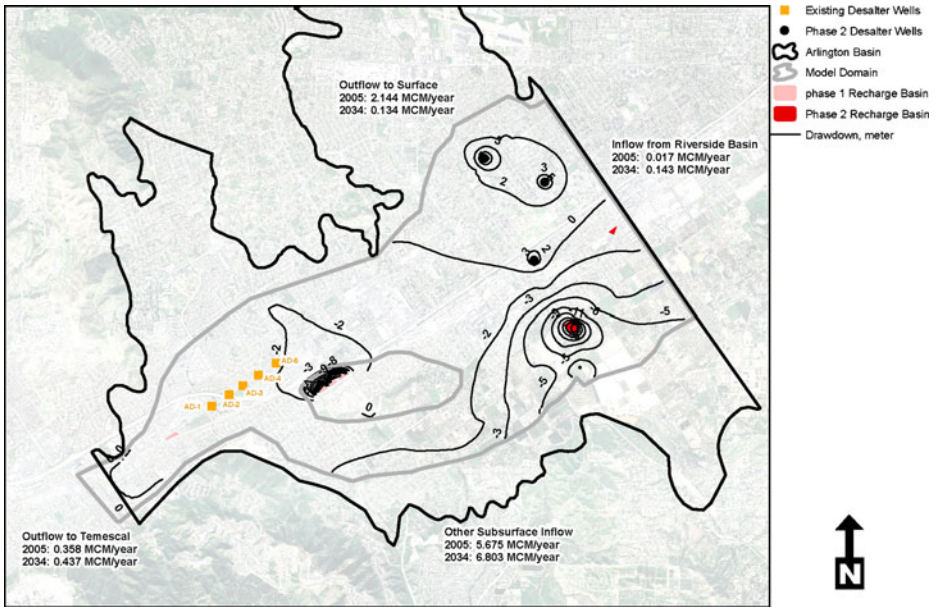 Existing Desalter Wells
Phase 2 Desalter Wells
Arlington Basin
Model Domain
phase 1 Recharge Basin
Phase 2 Recharge Basin
Drawdown, meter
Outflow to Surface
2005: 2.144 MCM/year
2034: 0.134 MCM/year
Inflow from Riverside Basin
2005: 0.017 MCM/year
2034: 0.143 MCM/year
3
2
0
3
2
-3
-2
-5
-2
-2
-3
-8
-5
-5
-3
-3
0
0
AD-5
AD-4
AD-3
AD-2
AD-1
Outflow to Temescal
2005: 0.358 MCM/year
2034: 0.437 MCM/year
Other Subsurface Inflow
2005: 5.675 MCM/year
2034: 6.803 MCM/year
N